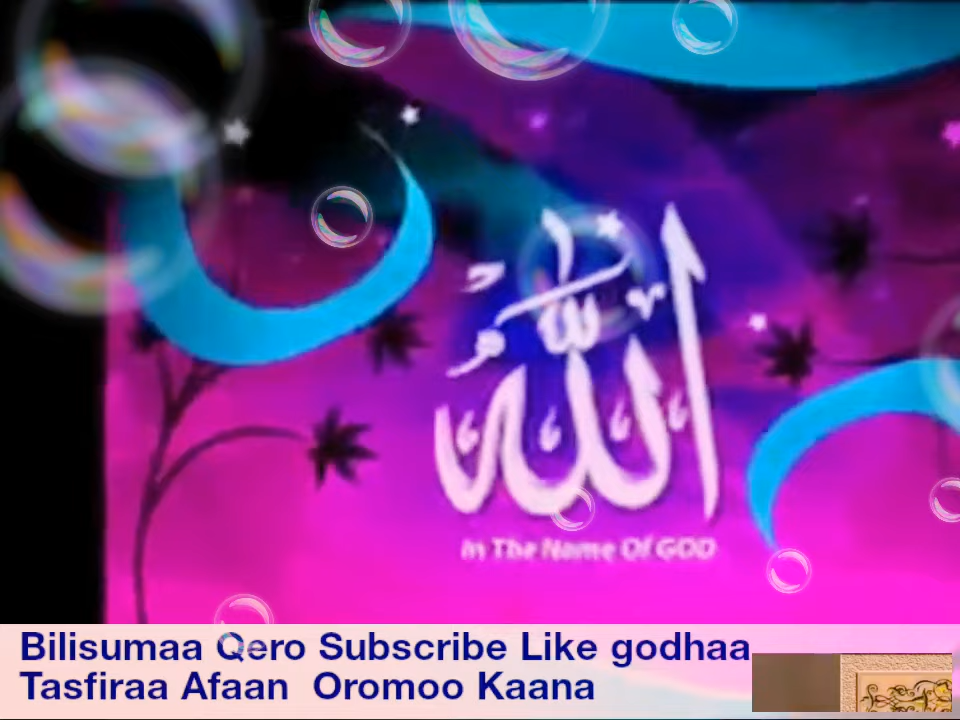 الله
In The Name Of GOD
Bilisumaa Qero Subscribe Like godhaa
Tasfiraa Afaan Oromoo Kaana